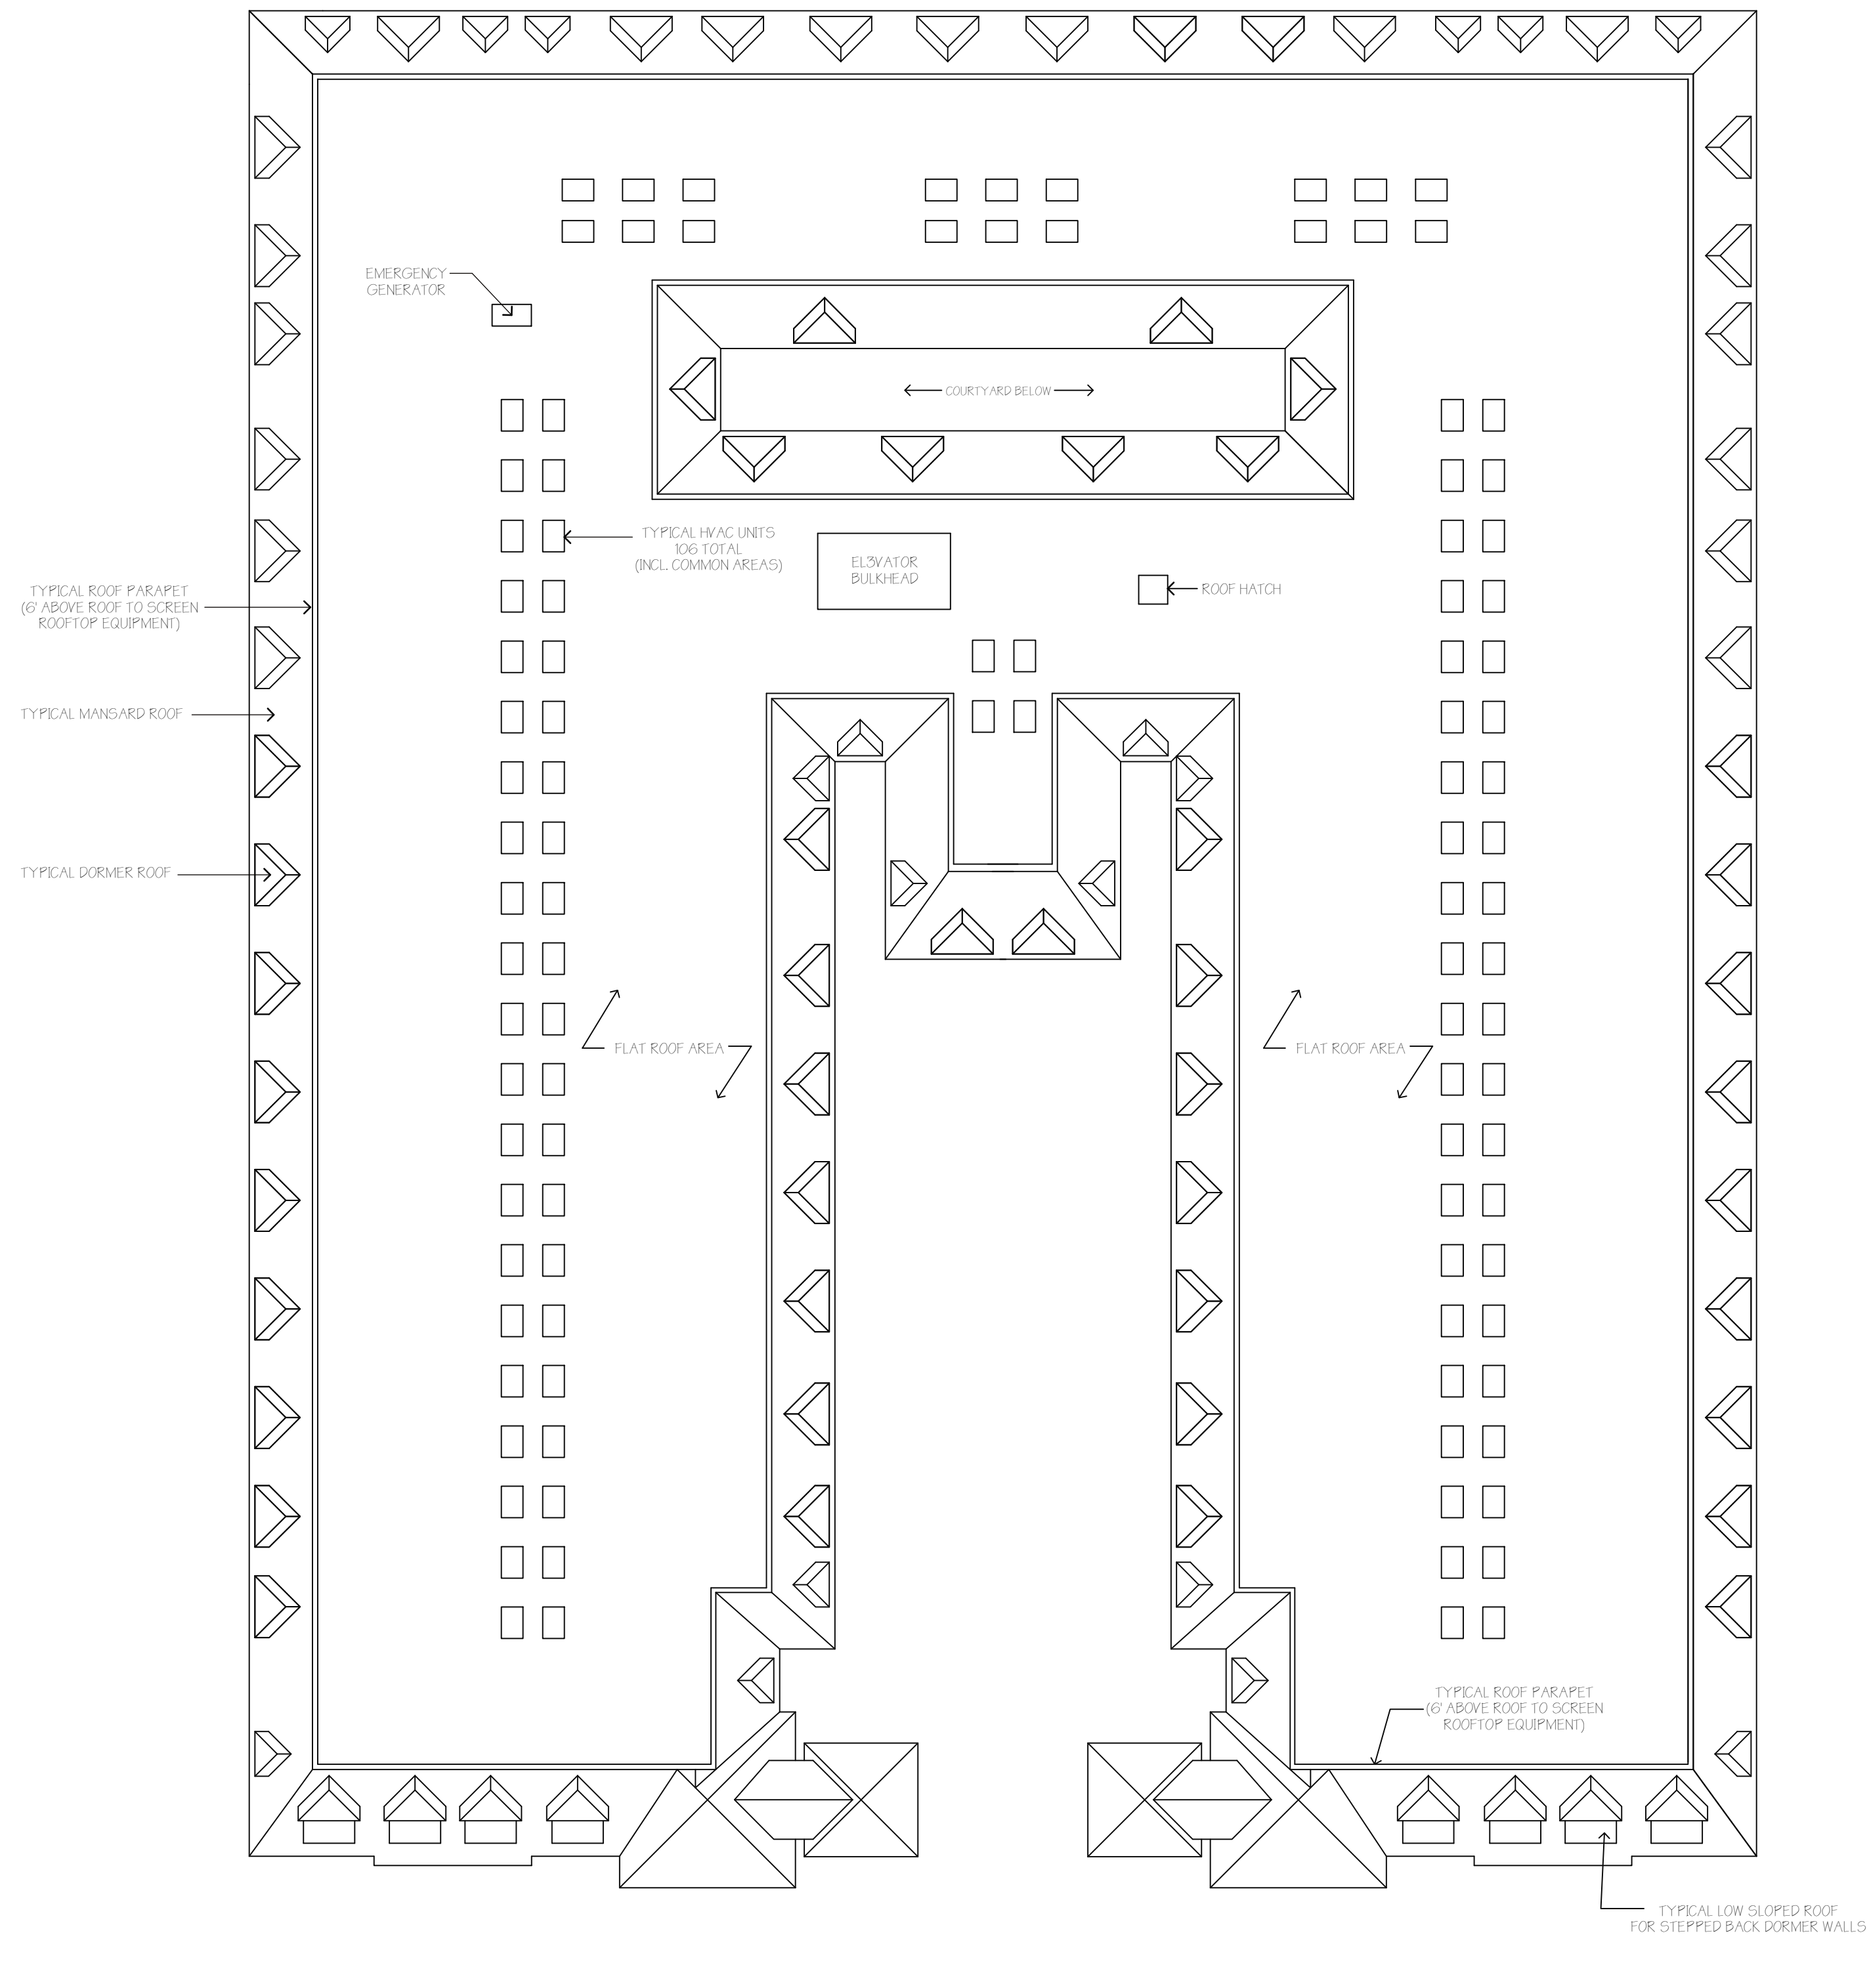 EMERGENCY
GENERATOR
COURTYARD BELOW
TYPICAL HVAC UNITS
106 TOTAL
(INCL. COMMON AREAS)
EL3VATOR
BULKHEAD
ROOF HATCH
TYPICAL ROOF PARAPET
(6' ABOVE ROOF TO SCREEN
ROOFTOP EQUIPMENT)
TYPICAL MANSARD ROOF
TYPICAL DORMER ROOF
FLAT ROOF AREA
FLAT ROOF AREA
TYPICAL ROOF PARAPET
(6' ABOVE ROOF TO SCREEN
ROOFTOP EQUIPMENT)
TYPICAL LOW SLOPED ROOF
FOR STEPPED BACK DORMER WALLS